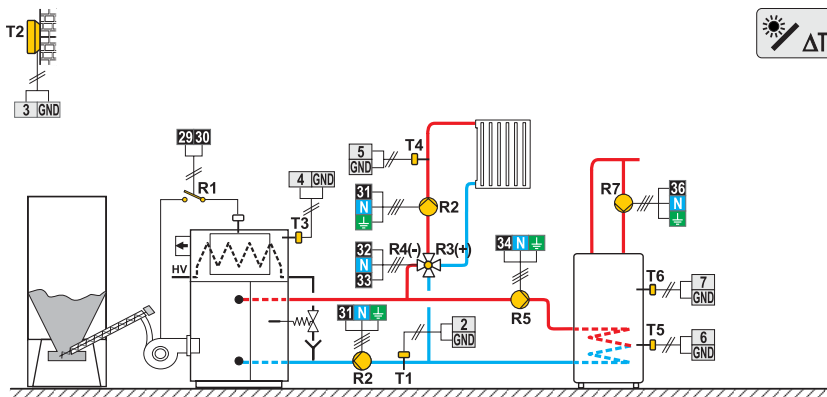 T2
3 GND
ΔT
29 30
R1
4 GND
T3
HV
5
GND
T4
31
N
R2
32
N
33
R4(-) R3(+)
34 N
R5
R7
36
N
T6
7
GND
T5
6
GND
31 N
R2
2
GND
T1